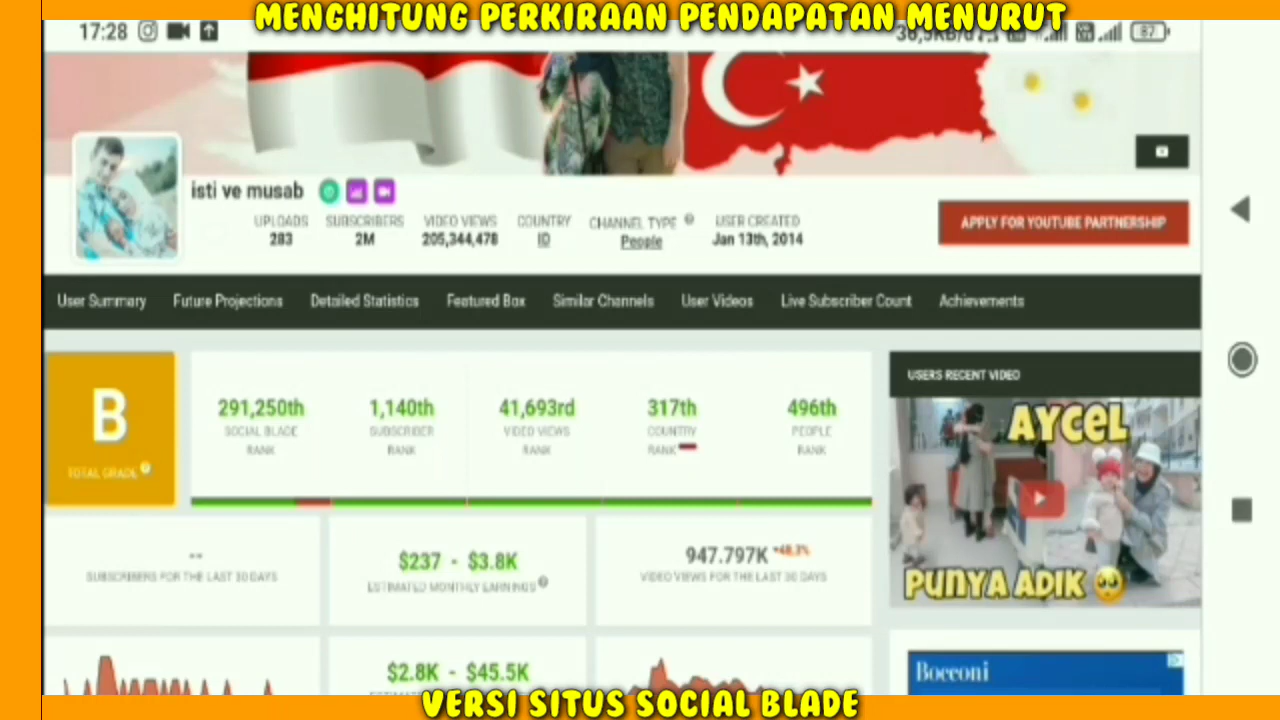 MENGHITUNG PERKIRAAN PENDAPATAN MENURUT
17:28
87
isti ve musab
UPLOADS SUBSCRIBERS VIDEO VIEWS COUNTRY CHANNEL TYPE USER CREATED
283 2M 205,344,478 ID People Jan 13th, 2014
APPLY FOR YOUTUBE PARTNERSHIP
User Summary Future Projections Detailed Statistics Featured Box Similar Channels User Videos Live Subscriber Count Achievements
B
TOTAL GRADE
291,250th 1,140th 41,693rd 317th 496th
SOCIAL BLADE SUBSCRIBER VIDEO VIEWS COUNTRY PEOPLE
RANK RANK RANK RANK RANK
USERS RECENT VIDEO
AYCEL
PUNYA ADIK
-- $237 - $3.8K 947.797K -48.3%
SUBSCRIBERS FOR THE LAST 30 DAYS ESTIMATED MONTHLY EARNINGS VIDEO VIEWS FOR THE LAST 30 DAYS
$2.8K - $45.5K
Bocconi
VERSI SITUS SOCIAL BLADE